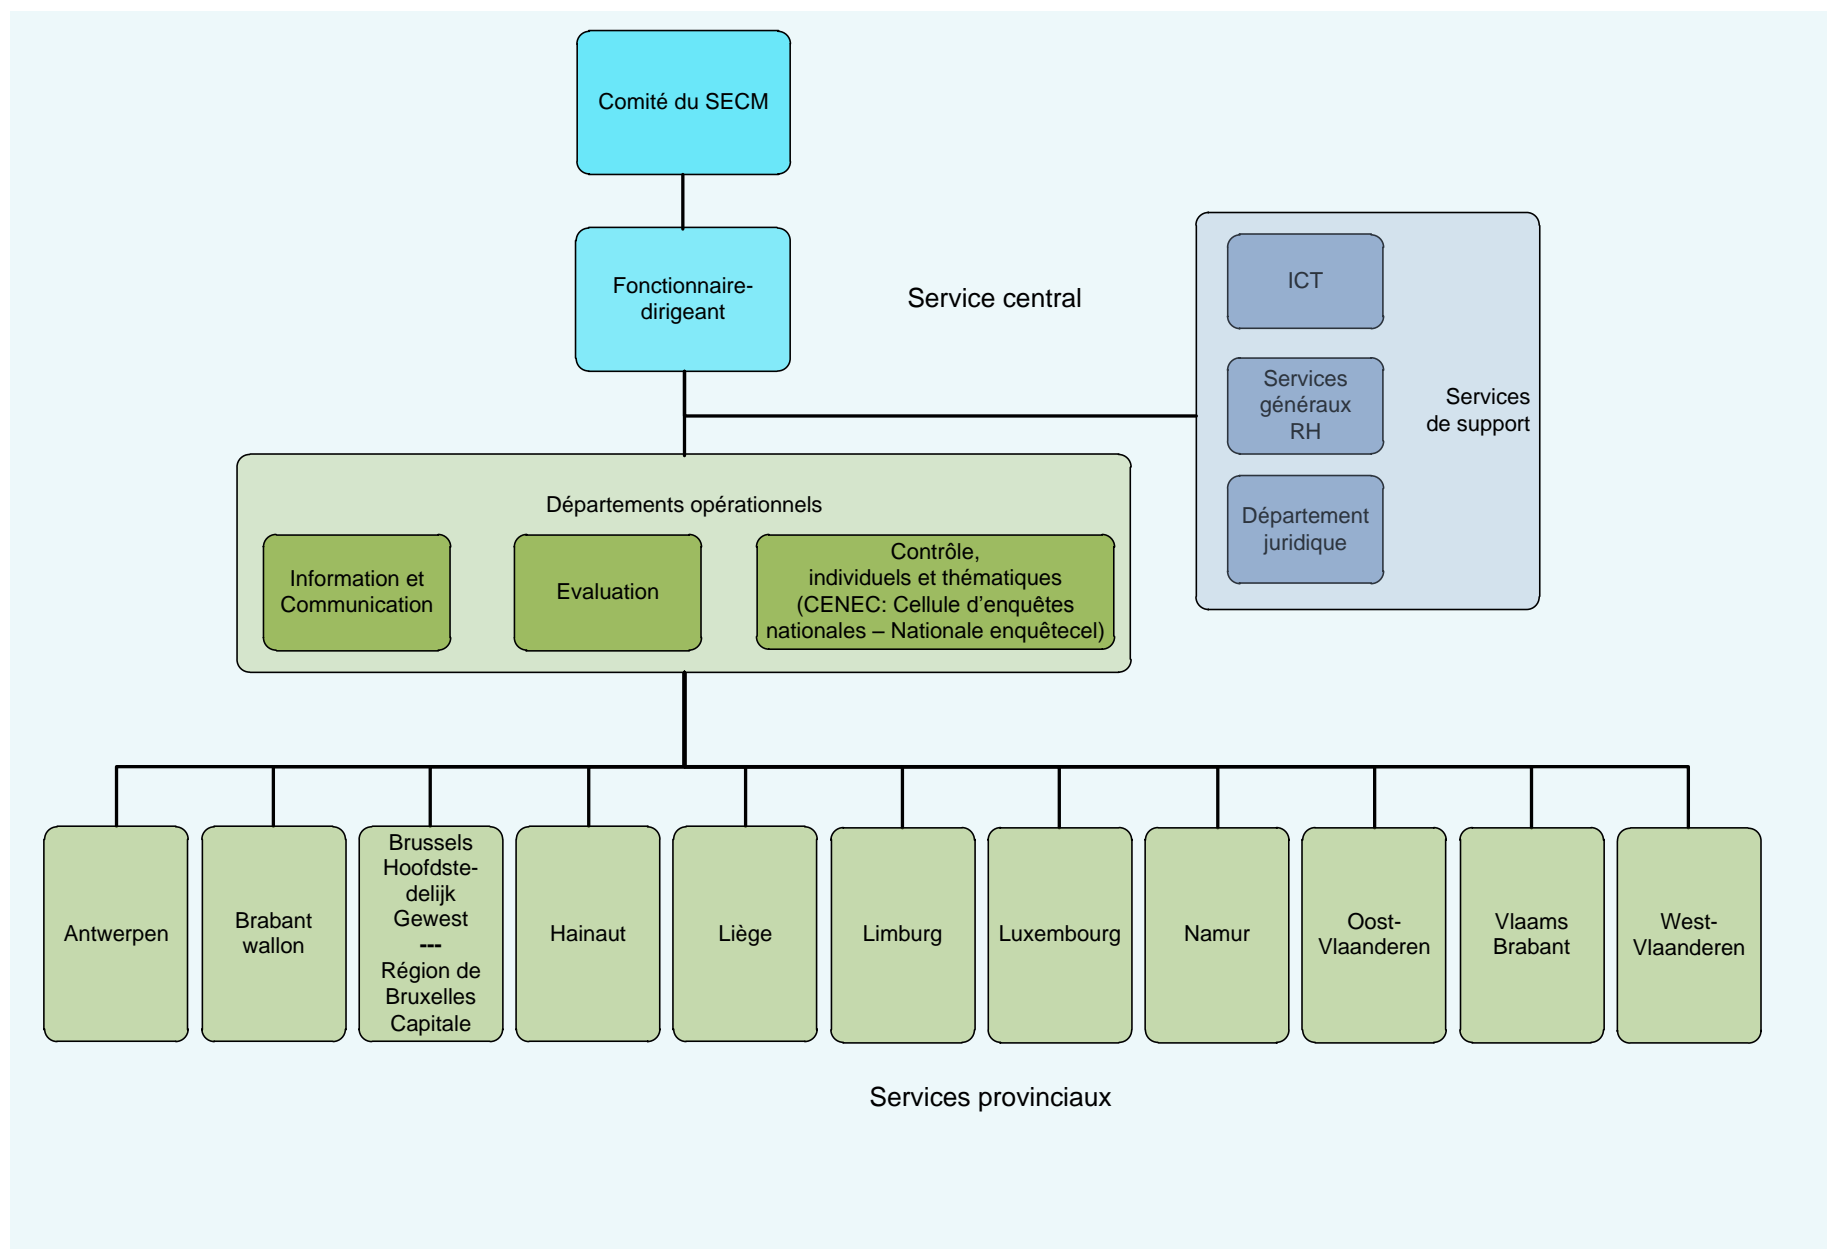 Comité du SECM
Fonctionnaire-
dirigeant
Service central
ICT
Services
généraux
RH
Département
juridique
Services
de support
Départements opérationnels
Information et
Communication
Evaluation
Contrôle,
individuels et thématiques
(CENEC: Cellule d’enquêtes
nationales – Nationale enquêtecel)
Antwerpen
Brabant
wallon
Brussels
Hoofdste-
delijk
Gewest
---
Région de
Bruxelles
Capitale
Hainaut
Liège
Limburg
Luxembourg
Namur
Oost-
Vlaanderen
Vlaams
Brabant
West-
Vlaanderen
Services provinciaux